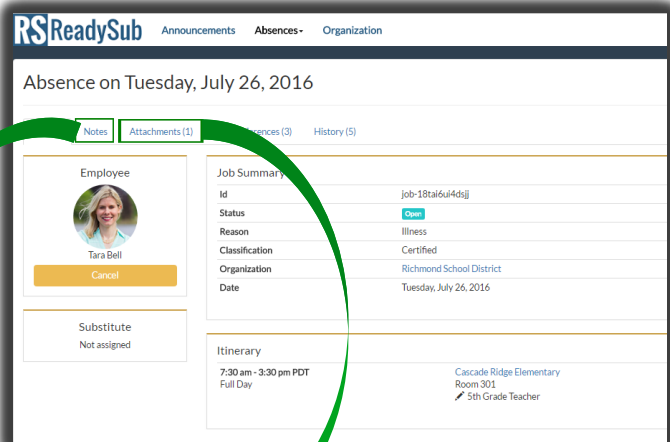 RS ReadySub Announcements Absences Organization
Absence on Tuesday, July 26, 2016
Notes Attachments (1) rences (3) History (5)
Employee
Tara Bell
Cancel
Substitute
Not assigned
Job Summary
Id job-18tai6ui4dsjj
Status Open
Reason Illness
Classification Certified
Organization Richmond School District
Date Tuesday, July 26, 2016
Itinerary
7:30 am - 3:30 pm PDT Cascade Ridge Elementary
Full Day Room 301
5th Grade Teacher